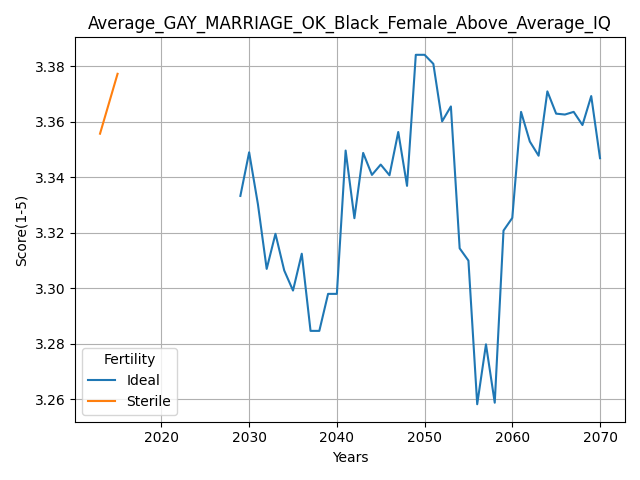 Average_GAY_MARRIAGE_OK_Black_Female_Above_Average_IQ
3.38
3.36
3.34
3.32
3.30
3.28
3.26
Score(1-5)
Fertility
Ideal
Sterile
2020 2030 2040 2050 2060 2070
Years